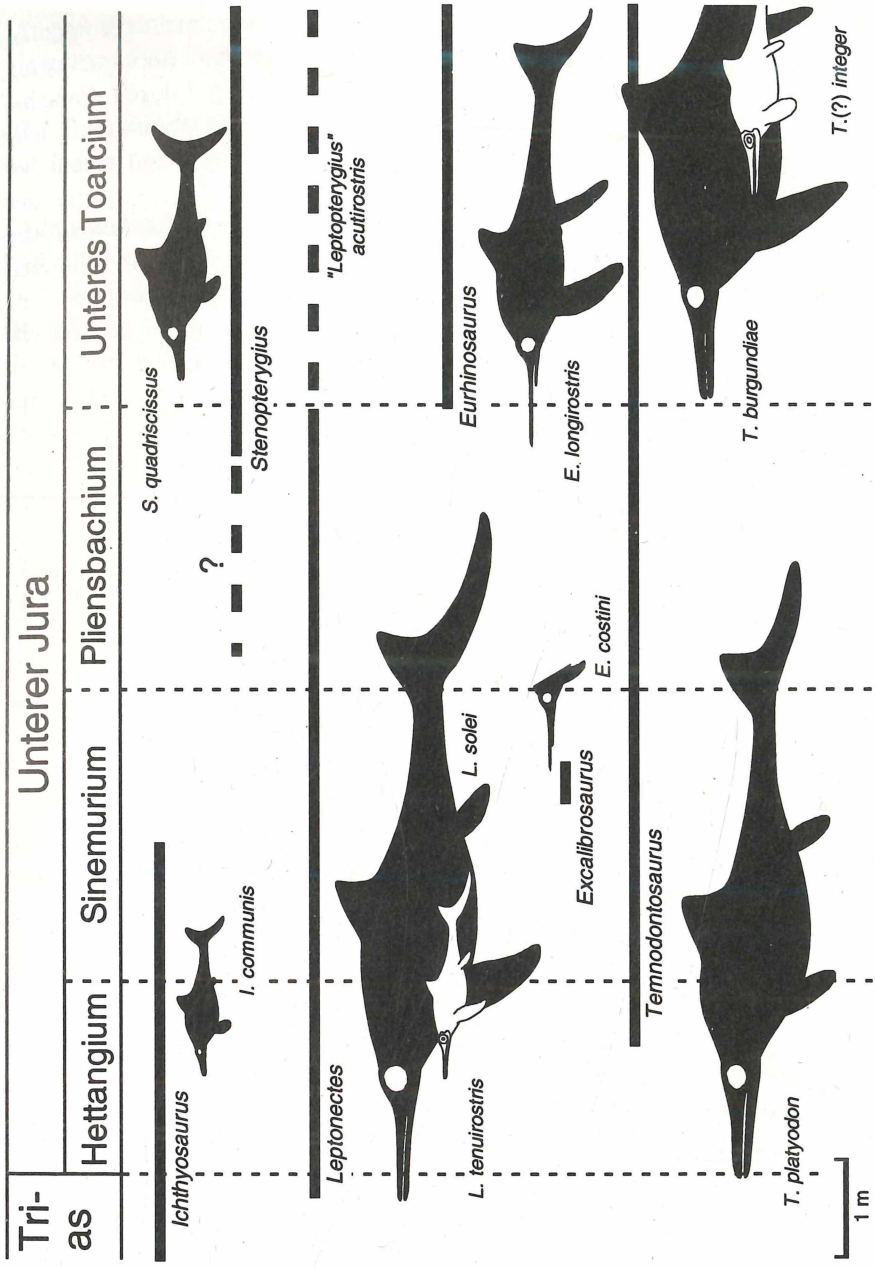 Tri-
as
Unterer Jura
Hettangium
Sinemurium
Pliensbachium
Unteres Toarcium
Ichthyosaurus
I. communis
S. quadriscissus
?
Stenopterygius
Leptonectes
"Leptopterygius"
acutirostris
L. tenuirostris
L. solei
Excalibrosaurus
E. costini
Eurhinosaurus
E. longirostris
Temnodontosaurus
T. platyodon
T. burgundiae
T.(?) integer
1 m